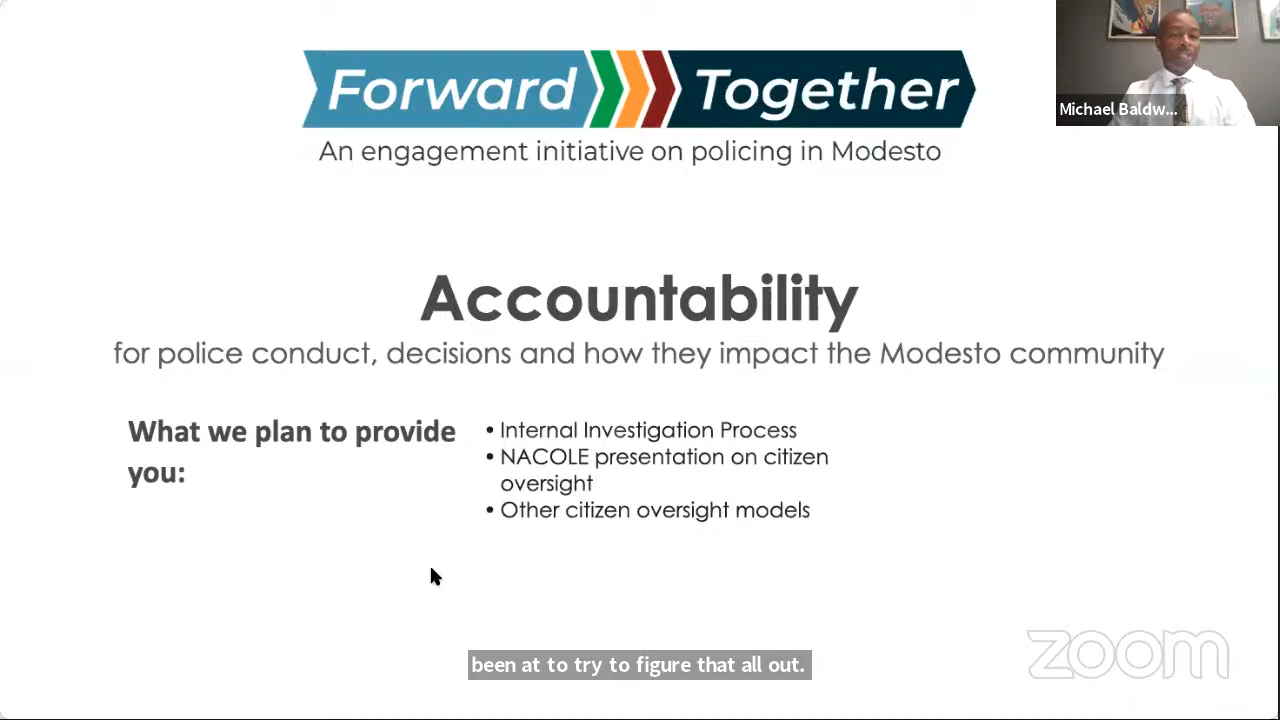 Forward Together
An engagement initiative on policing in Modesto
Michael Baldw...
Accountability
for police conduct, decisions and how they impact the Modesto community
What we plan to provide
you:
• Internal Investigation Process
• NACOLE presentation on citizen
oversight
• Other citizen oversight models
been at to try to figure that all out.
zoom